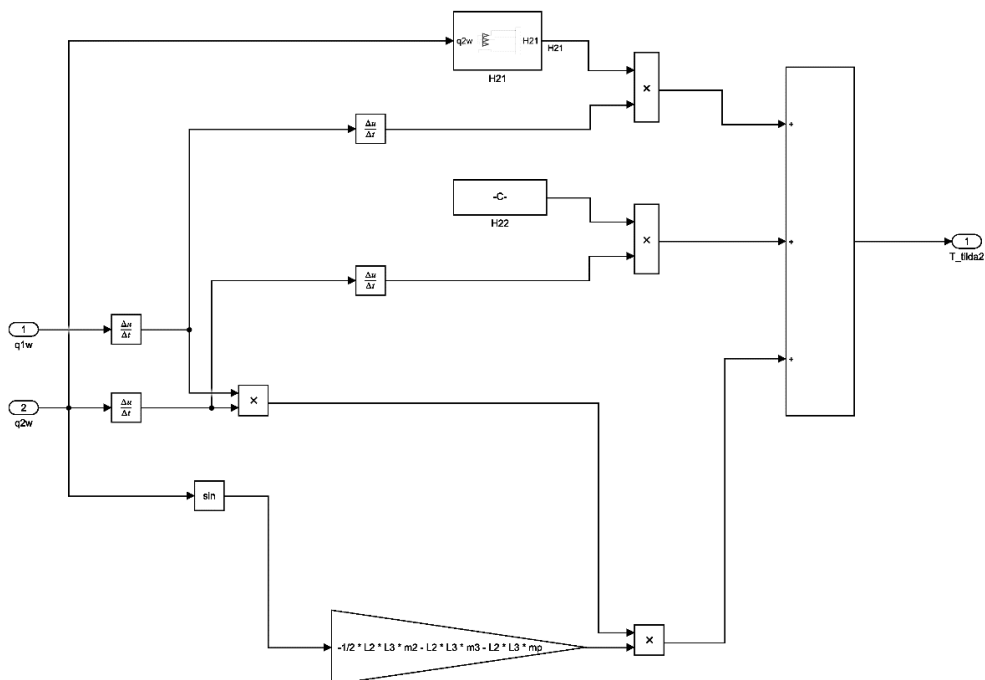 q2w H21
H21
H21
×
Δu
Δt
+
-C-
H22
×
+
1
T_tilda2
Δu
Δt
1
q1w
Δu
Δt
+
×
2
q2w
Δu
Δt
sin
-1/2 * L2 * L3 * m2 - L2 * L3 * m3 - L2 * L3 * mp
×